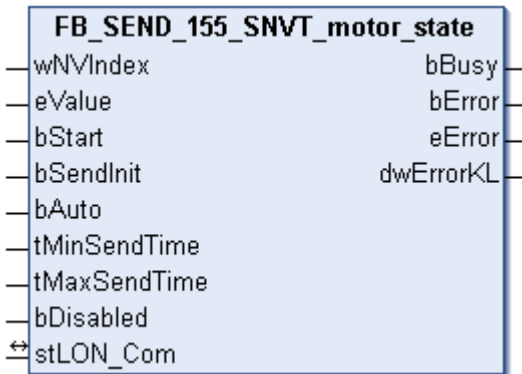 FB_SEND_155_SNVT_motor_state
wNVIndex bBusy
eValue bError
bStart eError
bSendInit dwErrorKL
bAuto
tMinSendTime
tMaxSendTime
bDisabled
stLON_Com